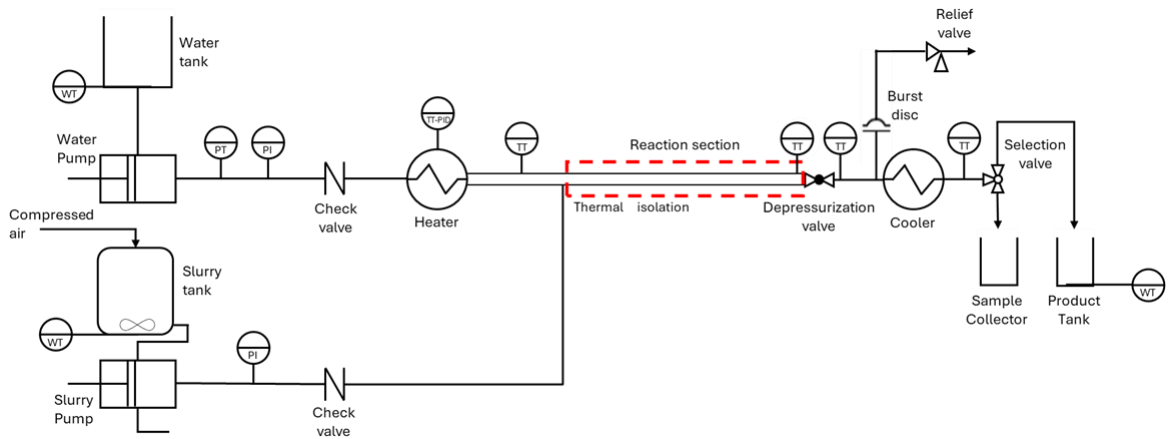 Relief
valve
Water
tank
WT
Burst
disc
TT-PID
Water
Pump
PT
PI
TT
Reaction section
TT
TT
TT
Selection
valve
Check
valve
Heater
Thermal isolation
Depressurization
valve
Cooler
Compressed
air
Slurry
tank
WT
Sample
Collector
Product
Tank
WT
PI
Slurry
Pump
Check
valve